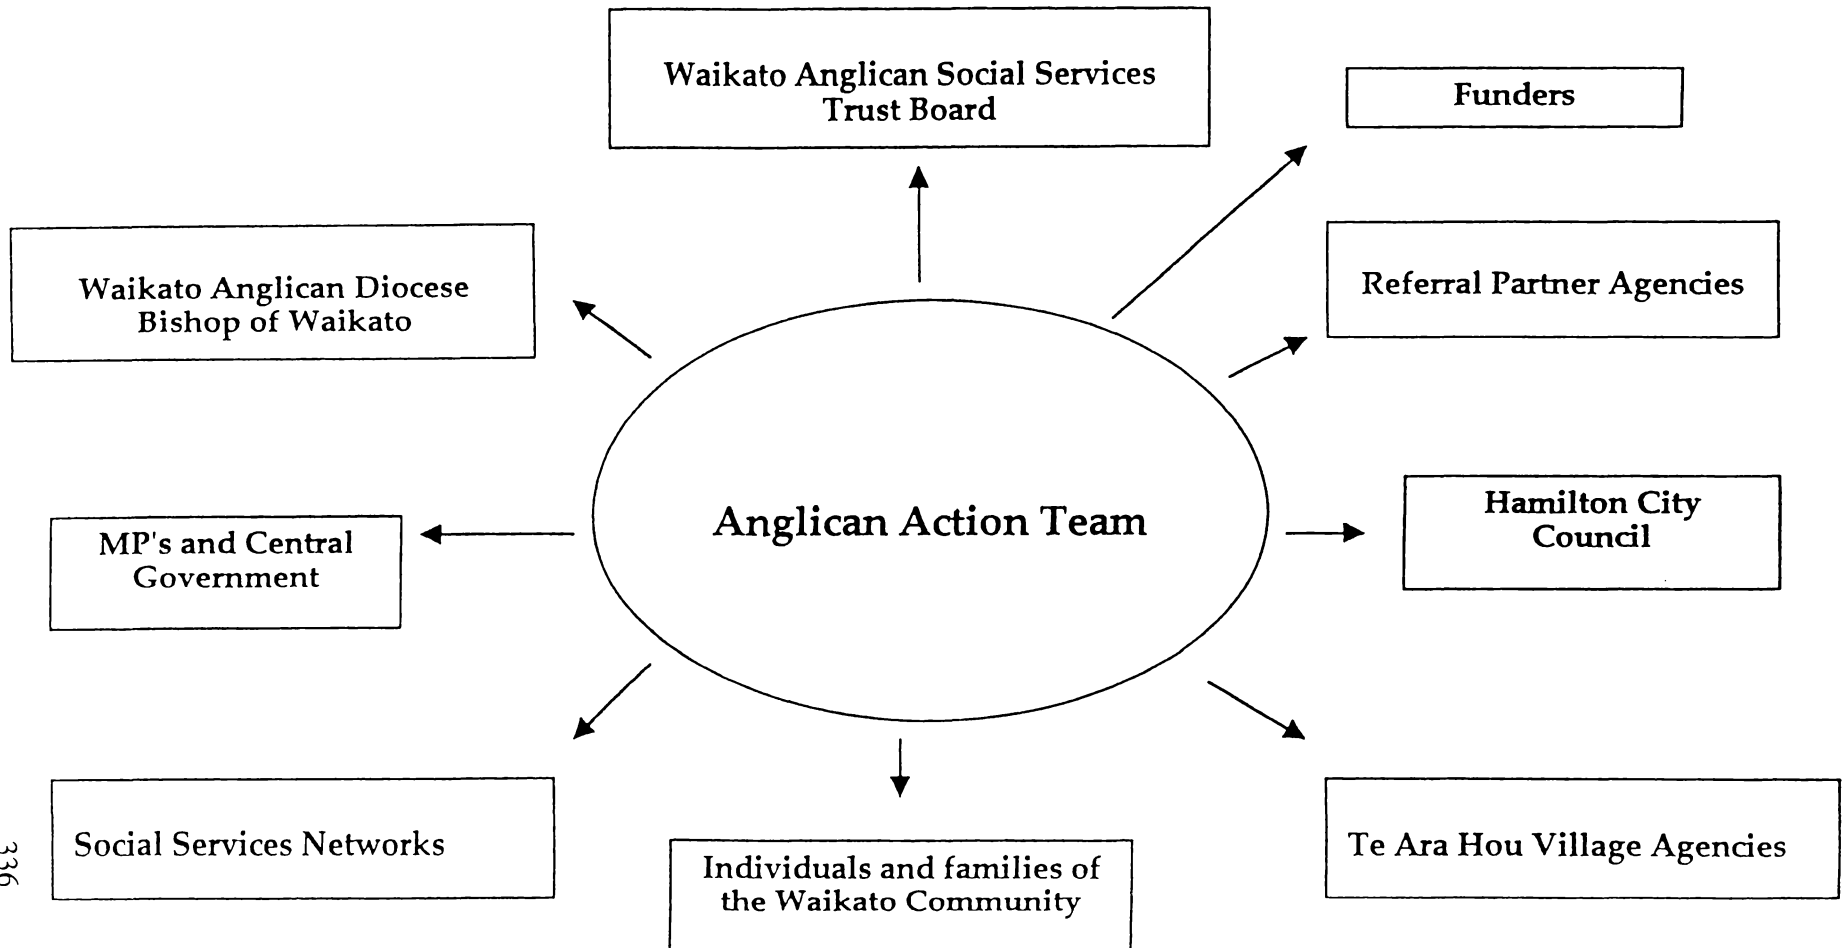 Waikato Anglican Social Services
Trust Board
Funders
Waikato Anglican Diocese
Bishop of Waikato
Referral Partner Agencies
Anglican Action Team
MP's and Central
Government
Hamilton City
Council
Social Services Networks
Individuals and families of
the Waikato Community
Te Ara Hou Village Agencies
336